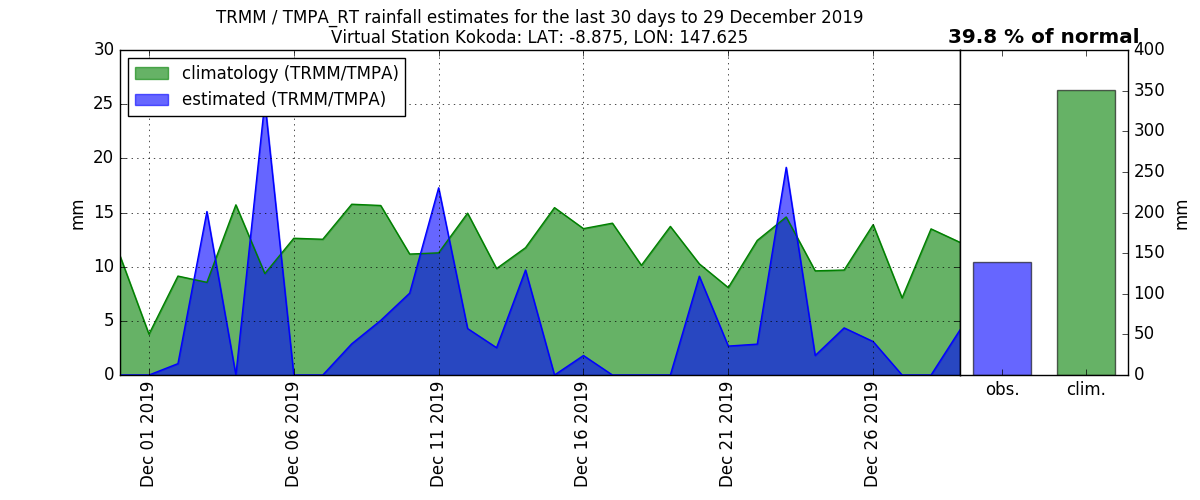 TRMM / TMPA_RT rainfall estimates for the last 30 days to 29 December 2019
Virtual Station Kokoda: LAT: -8.875, LON: 147.625
39.8 % of normal
climatology (TRMM/TMPA)
estimated (TRMM/TMPA)
mm
30
25
20
15
10
5
0
Dec 01 2019
Dec 06 2019
Dec 11 2019
Dec 16 2019
Dec 21 2019
Dec 26 2019
obs.
clim.
400
350
300
250
200
150
100
50
0
mm